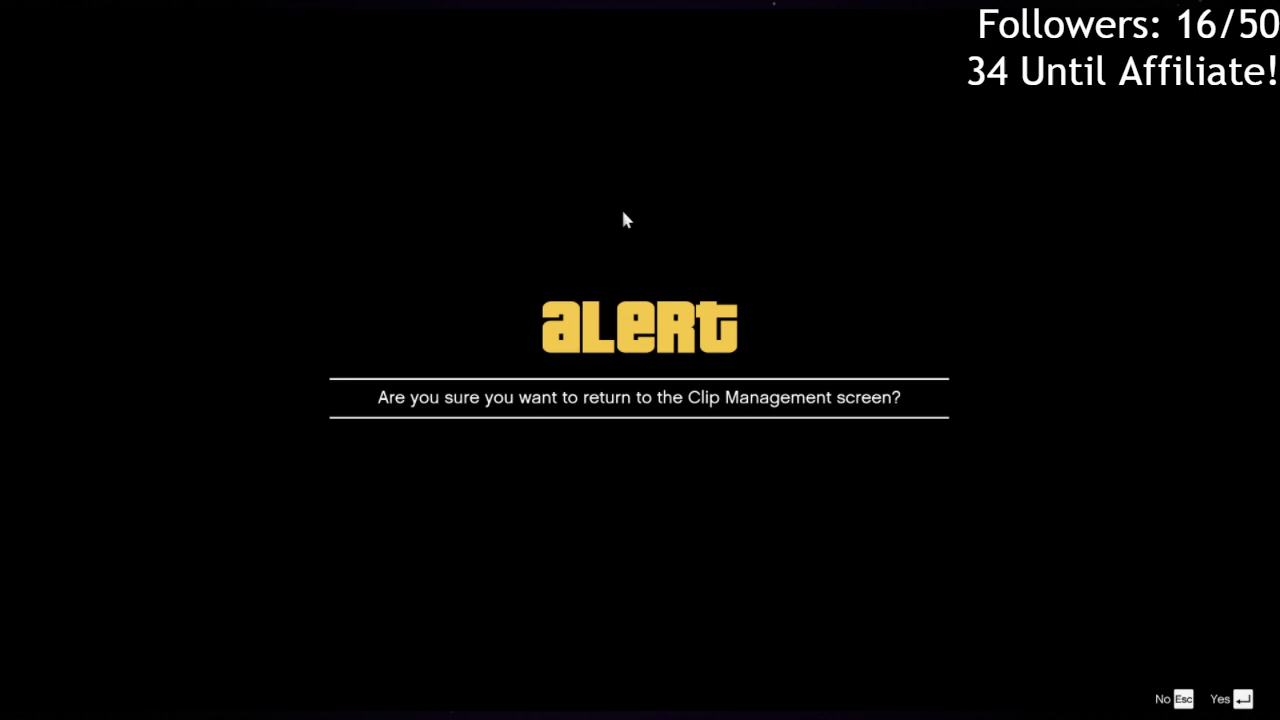 Followers: 16/50
34 Until Affiliate!
alert
Are you sure you want to return to the Clip Management screen?
No Esc Yes